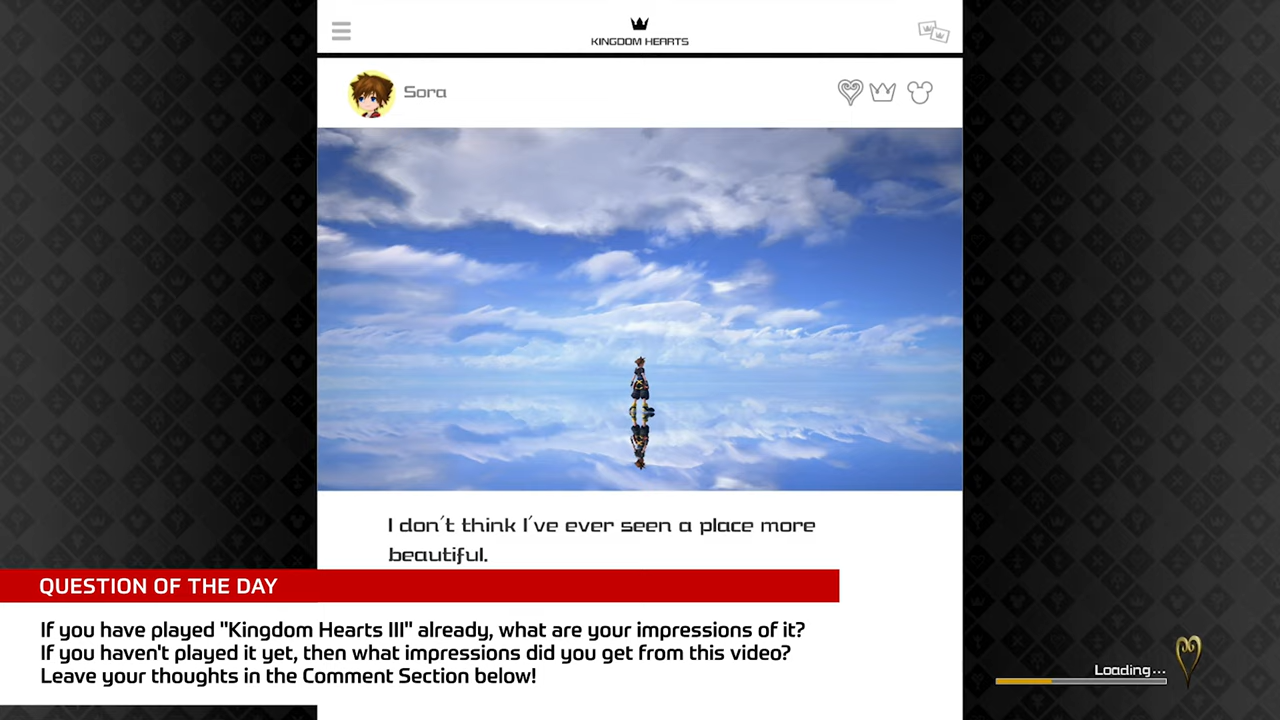 KINGDOM HEARTS
Sora
I don't think I've ever seen a place more
beautiful.
QUESTION OF THE DAY
If you have played "Kingdom Hearts III" already, what are your impressions of it?
If you haven't played it yet, then what impressions did you get from this video?
Leave your thoughts in the Comment Section below!
Loading...